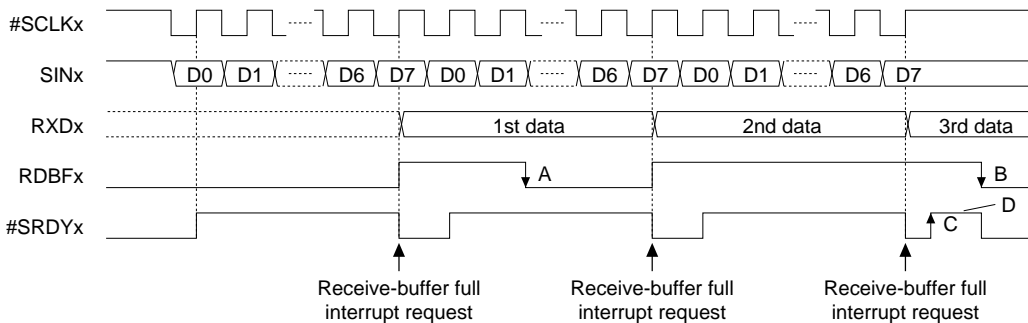 #SCLKx
SINx D0 D1 D6 D7 D0 D1 D6 D7 D0 D1 D6 D7
RXDx 1st data 2nd data 3rd data
RDBFx A B
#SRDYx C D
Receive-buffer full Receive-buffer full Receive-buffer full
interrupt request interrupt request interrupt request